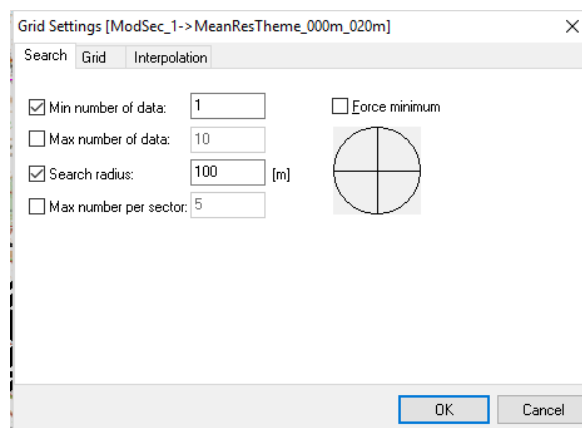 Grid Settings [ModSec_1->MeanResTheme_000m_020m]
Search Grid Interpolation
Min number of data: 1 Force minimum
Max number of data: 10
Search radius: 100 [m]
Max number per sector: 5
OK Cancel